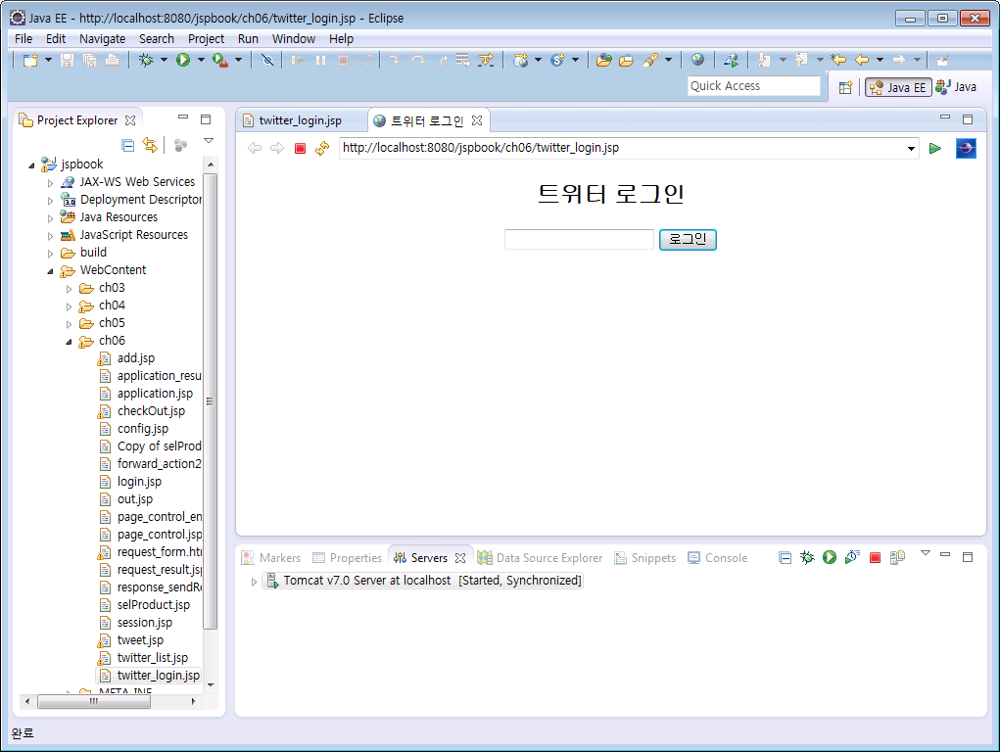 Java EE - http://localhost:8080/jspbook/ch06/twitter_login.jsp - Eclipse
File Edit Navigate Search Project Run Window Help
Quick Access
Java EE
Java
Project Explorer
jspbook
JAX-WS Web Services
3.0 Deployment Descriptor
Java Resources
JavaScript Resources
build
WebContent
ch03
ch04
ch05
ch06
add.jsp
application_resu
application.jsp
checkOut.jsp
config.jsp
Copy of selProd
forward_action2
login.jsp
out.jsp
page_control_en
page_control.jsp
request_form.htm
request_result.jsp
response_sendRe
selProduct.jsp
session.jsp
tweet.jsp
twitter_list.jsp
twitter_login.jsp
META-INF
twitter_login.jsp
트위터 로그인
http://localhost:8080/jspbook/ch06/twitter_login.jsp
트위터 로그인
로그인
Markers Properties Servers Data Source Explorer Snippets Console
Tomcat v7.0 Server at localhost [Started, Synchronized]
완료